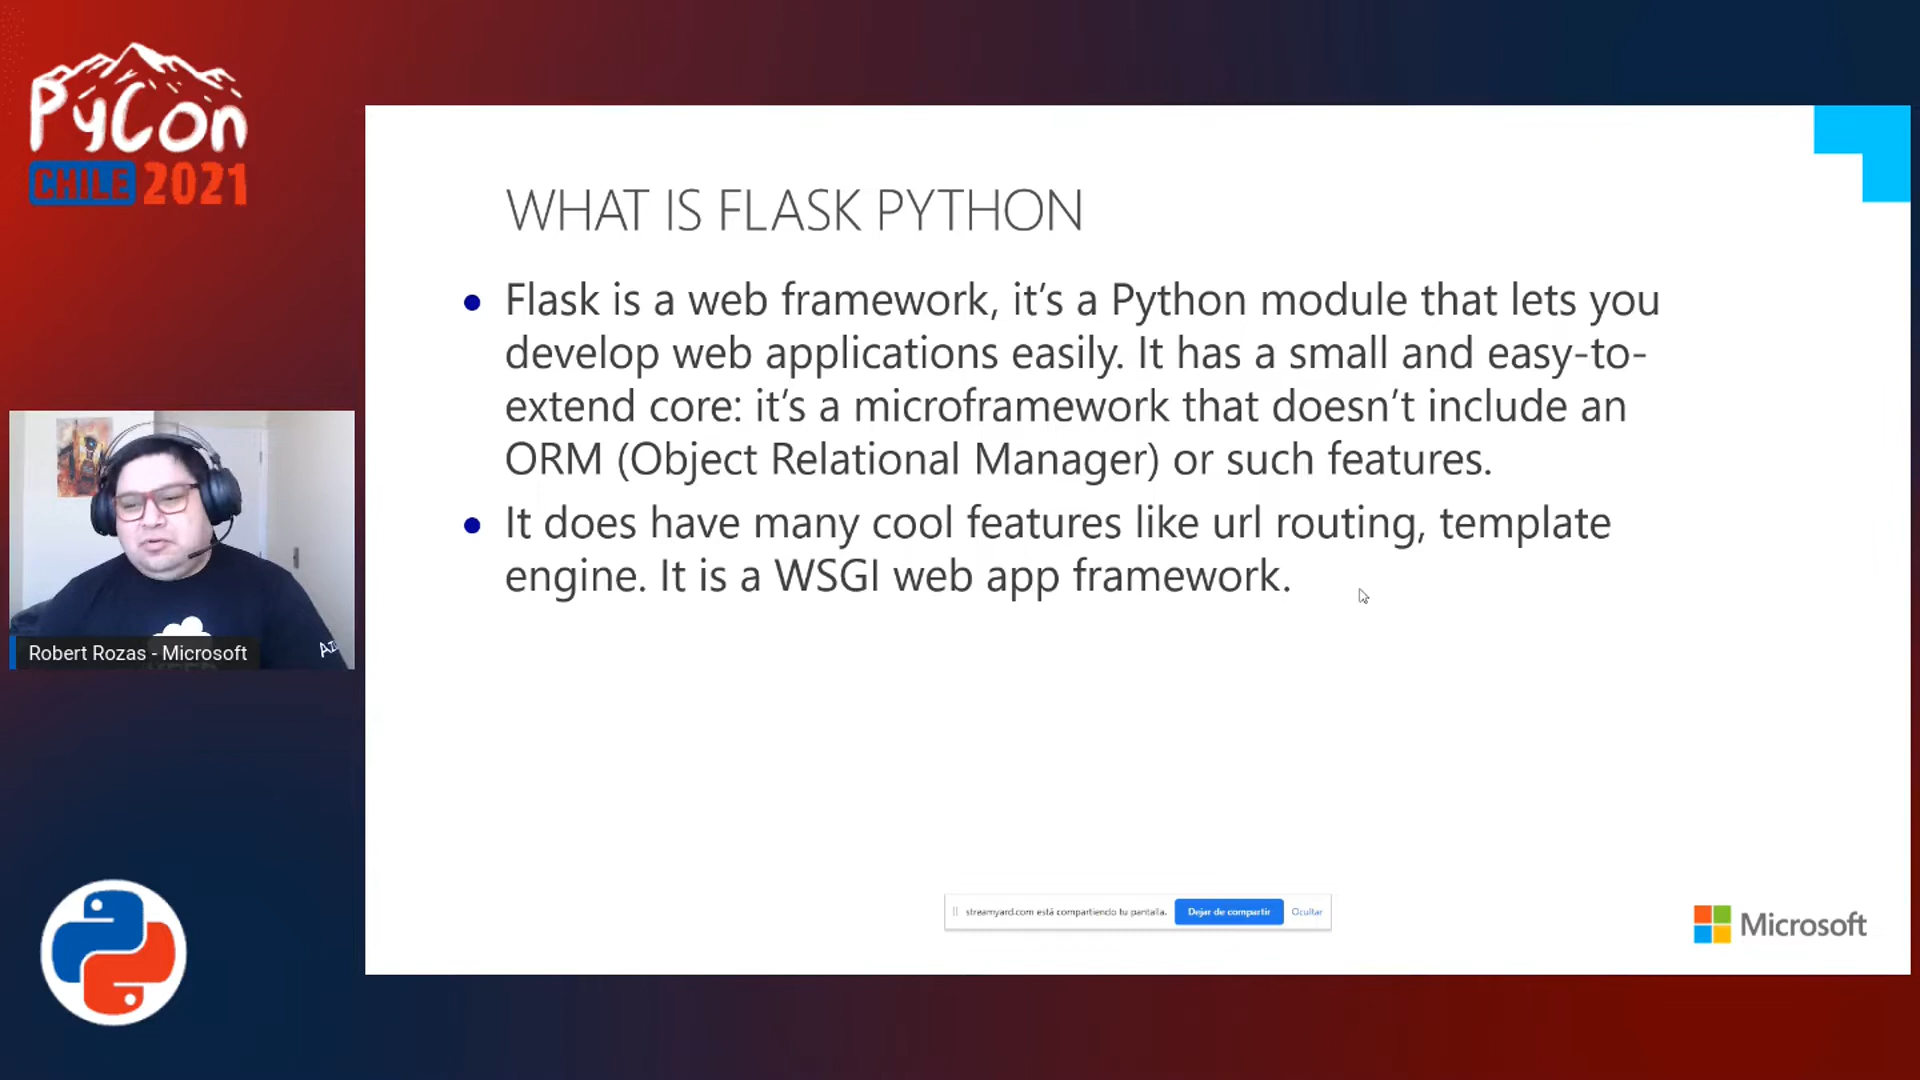 PyCon
CHILE 2021
WHAT IS FLASK PYTHON
• Flask is a web framework, it's a Python module that lets you
develop web applications easily. It has a small and easy-to-
extend core: it's a microframework that doesn't include an
ORM (Object Relational Manager) or such features.
• It does have many cool features like url routing, template
engine. It is a WSGI web app framework.
Robert Rozas - Microsoft
streamyard.com está compartiendo tu pantalla. Dejar de compartir Ocultar
Microsoft